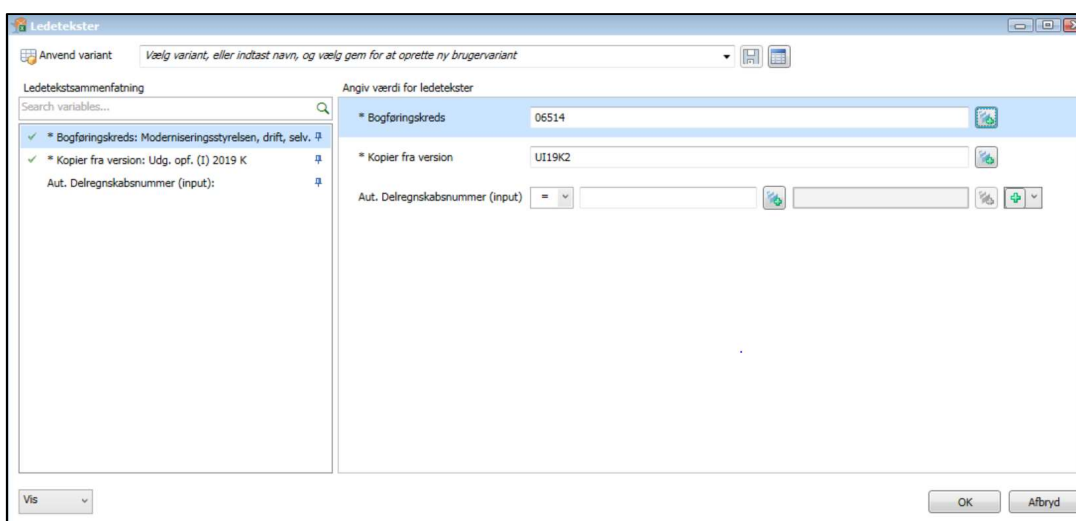 Ledetekster
Anvend variant Vælg variant, eller indtast navn, og vælg gem for at oprette ny brugervariant
Ledetekstsammenfatning
Search variables...
* Bogføringskreds: Moderniseringsstyrelsen, drift, selv.
* Kopier fra version: Udg. opf. (I) 2019 K
Aut. Delregnskabsnummer (input):
Angiv værdi for ledetekster
* Bogføringskreds 06514
* Kopier fra version UI19K2
Aut. Delregnskabsnummer (input) =
Vis
OK Afbryd